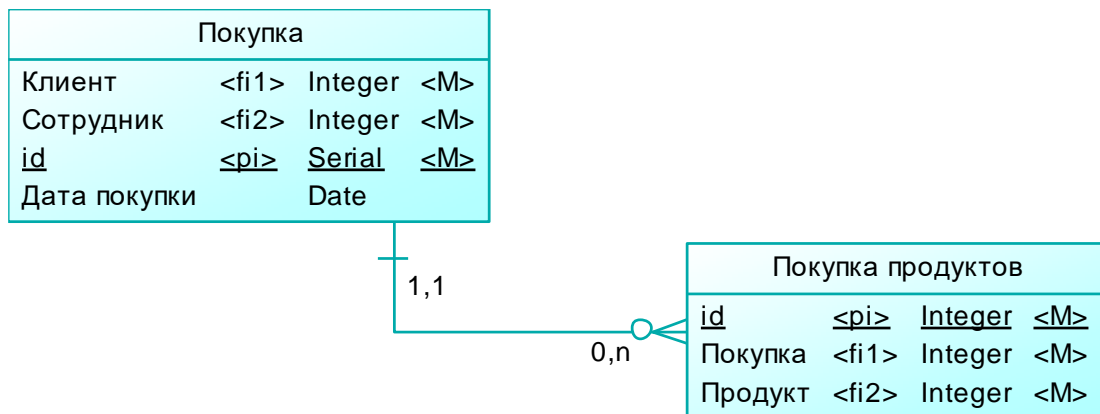 Покупка
Клиент <fi1> Integer <M>
Сотрудник <fi2> Integer <M>
id <pi> Serial <M>
Дата покупки Date
1,1
0,n
Покупка продуктов
id <pi> Integer <M>
Покупка <fi1> Integer <M>
Продукт <fi2> Integer <M>